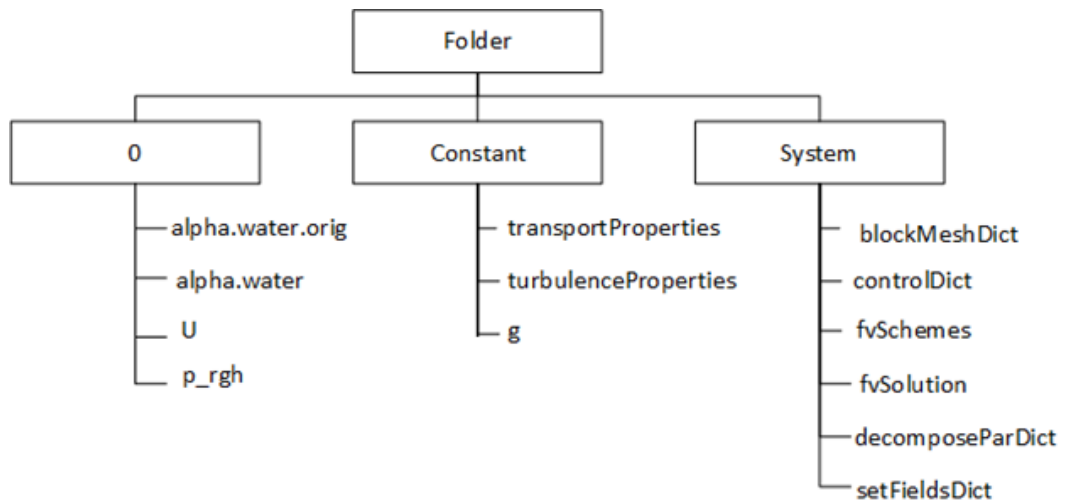 Folder
0
Constant
System
alpha.water.orig
alpha.water
U
p_rgh
transportProperties
turbulenceProperties
g
blockMeshDict
controlDict
fvSchemes
fvSolution
decomposeParDict
setFieldsDict